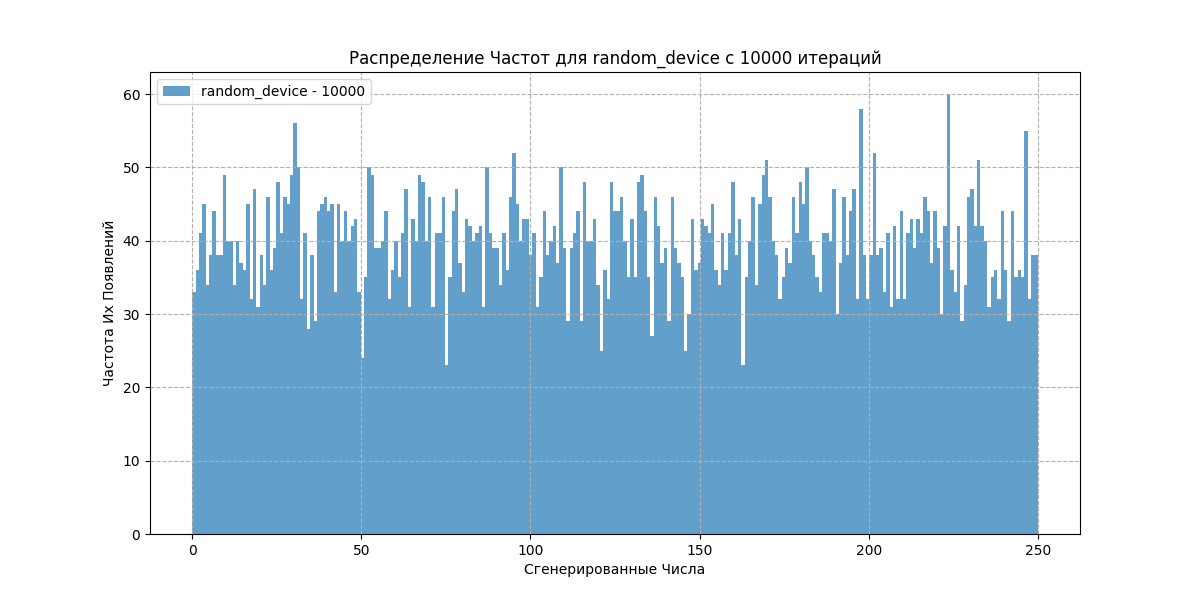 Распределение Частот для random_device с 10000 итераций
random_device - 10000
60
50
40
30
20
10
0
Частота Их Появлений
0 50 100 150 200 250
Сгенерированные Числа